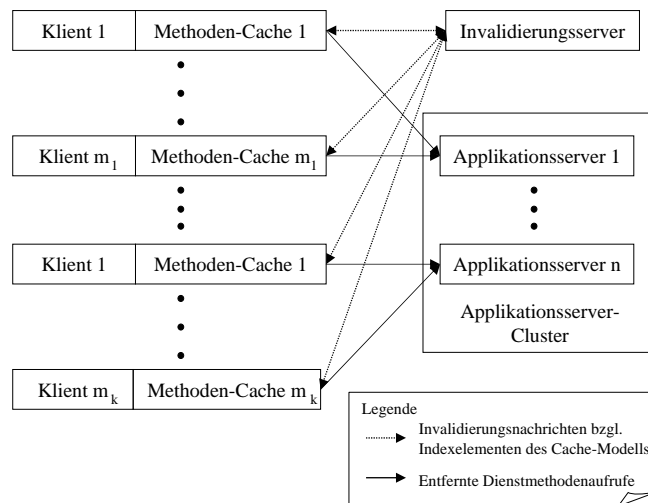 Klient 1 Methoden-Cache 1 Invalidierungsserver
Klient m1 Methoden-Cache m1 Applikationsserver 1
Klient 1 Methoden-Cache 1 Applikationsserver n
Applikationsserver-
Cluster
Klient mk Methoden-Cache mk
Legende
Invalidierungsnachrichten bzgl.
Indexelementen des Cache-Modells
Entfernte Dienstmethodenaufrufe